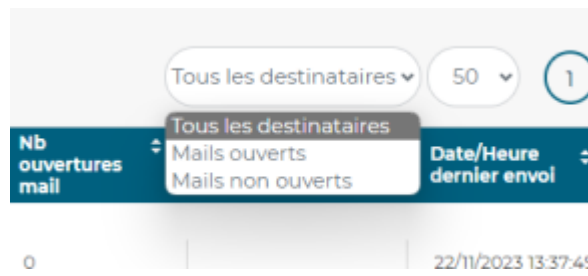 Tous les destinataires
50
1
Tous les destinataires
Mails ouverts
Mails non ouverts
Nb
ouvertures
mail
Date/Heure
dernier envoi
0
22/11/2023 13:37:43